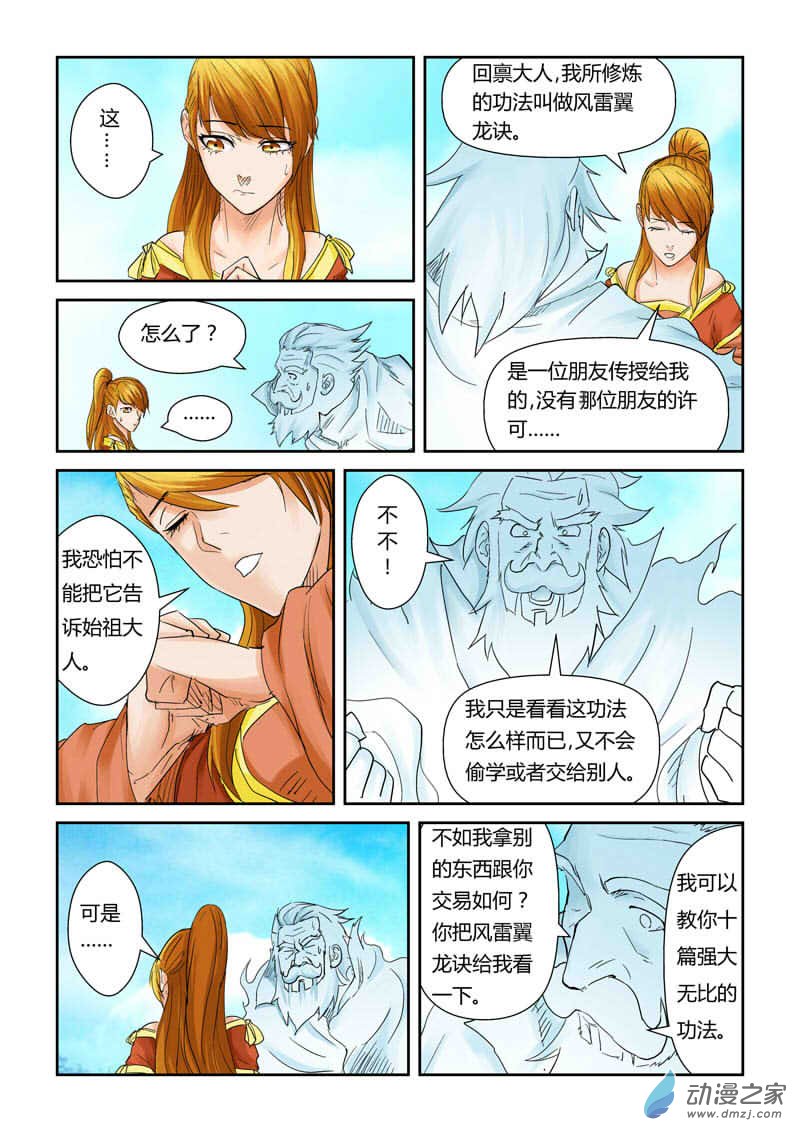 这
……
怎么了？
……
回禀大人，我所修炼
的功法叫做风雷翼
龙诀。
是一位朋友传授给我
的，没有那位朋友的许
可……
我恐怕不
能把它告
诉始祖大
人。
不
不！
我只是看看这功法
怎么样而已，又不会
偷学或者交给别人。
可是
……
不如我拿别
的东西跟你
交易如何？
你把风雷翼
龙诀给我看
一下。
我可以
教你十
篇强大
无比的
功法。
动漫之家
www.dmzj.com